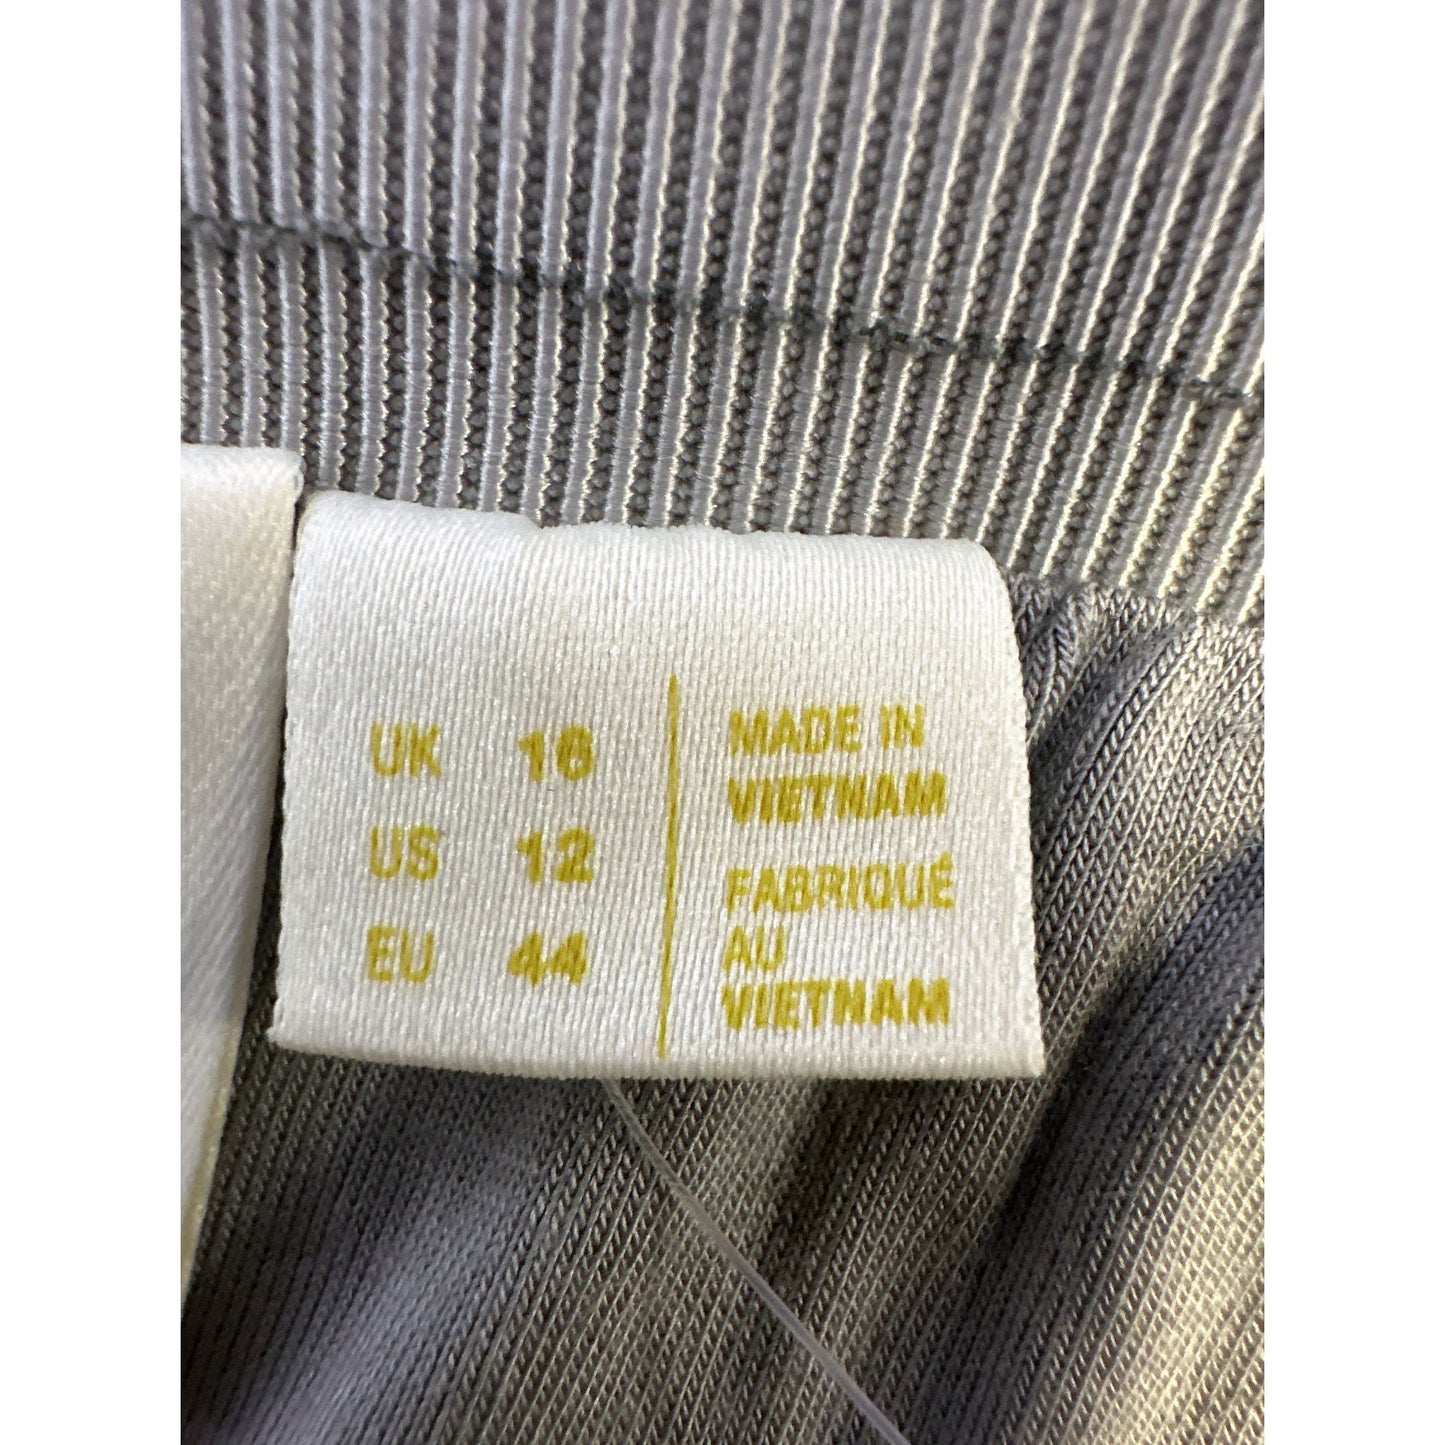 UK 16
US 12
EU 44
MADE IN
VIETNAM
FABRIQUÉ
AU
VIETNAM